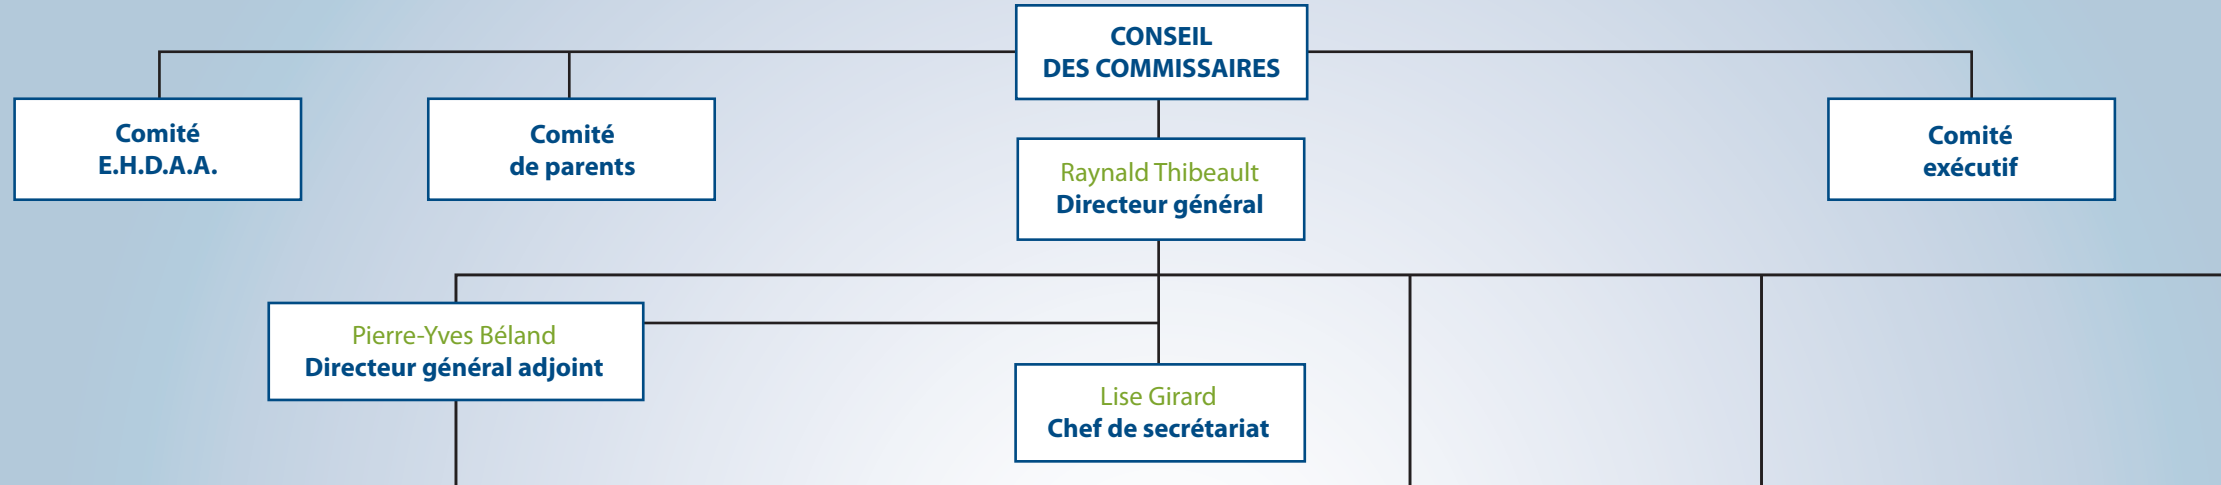 CONSEIL
DES COMMISSAIRES
Comité
E.H.D.A.A.
Comité
de parents
Comité
exécutif
Raynald Thibeault
Directeur général
Pierre-Yves Béland
Directeur général adjoint
Lise Girard
Chef de secrétariat